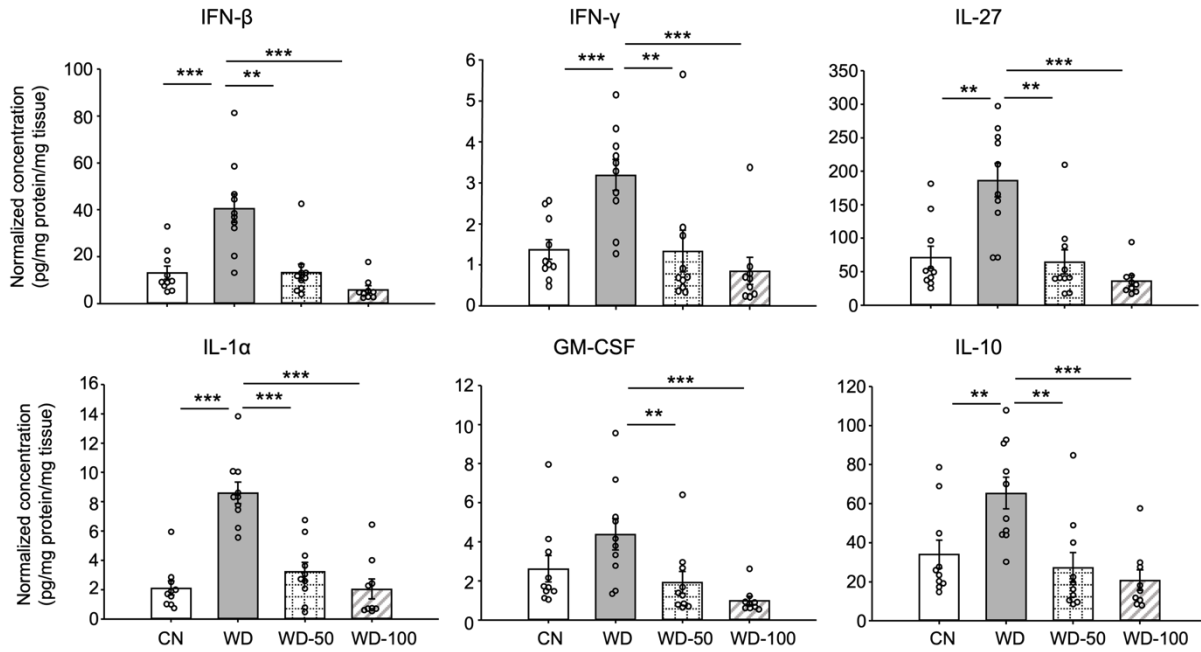 IFN-β
IFN-γ
IL-27
Normalized concentration
(pg/mg protein/mg tissue)
100
80
60
40
20
0
*** ** ***
6
5
4
3
2
1
0
*** ** ***
350
300
250
200
150
100
50
0
** ** ***
IL-1α
GM-CSF
IL-10
Normalized concentration
(pg/mg protein/mg tissue)
16
14
12
10
8
6
4
2
0
*** *** ***
12
10
8
6
4
2
0
** ***
120
100
80
60
40
20
0
** ** ***
CN WD WD-50 WD-100
CN WD WD-50 WD-100
CN WD WD-50 WD-100